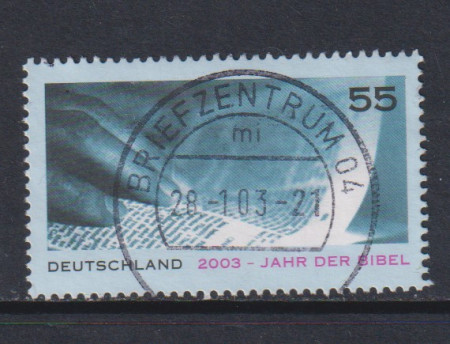 55
BRIEFZENTRUM 04
mi
28-1.03-21
DEUTSCHLAND 2003 - JAHR DER BIBEL